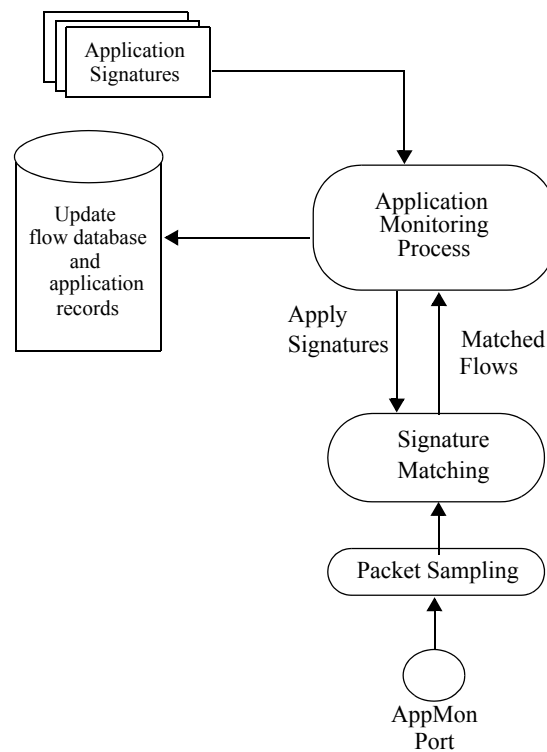 Application
Signatures
Update
flow database
and
application
records
Application
Monitoring
Process
Apply
Signatures
Matched
Flows
Signature
Matching
Packet Sampling
AppMon
Port